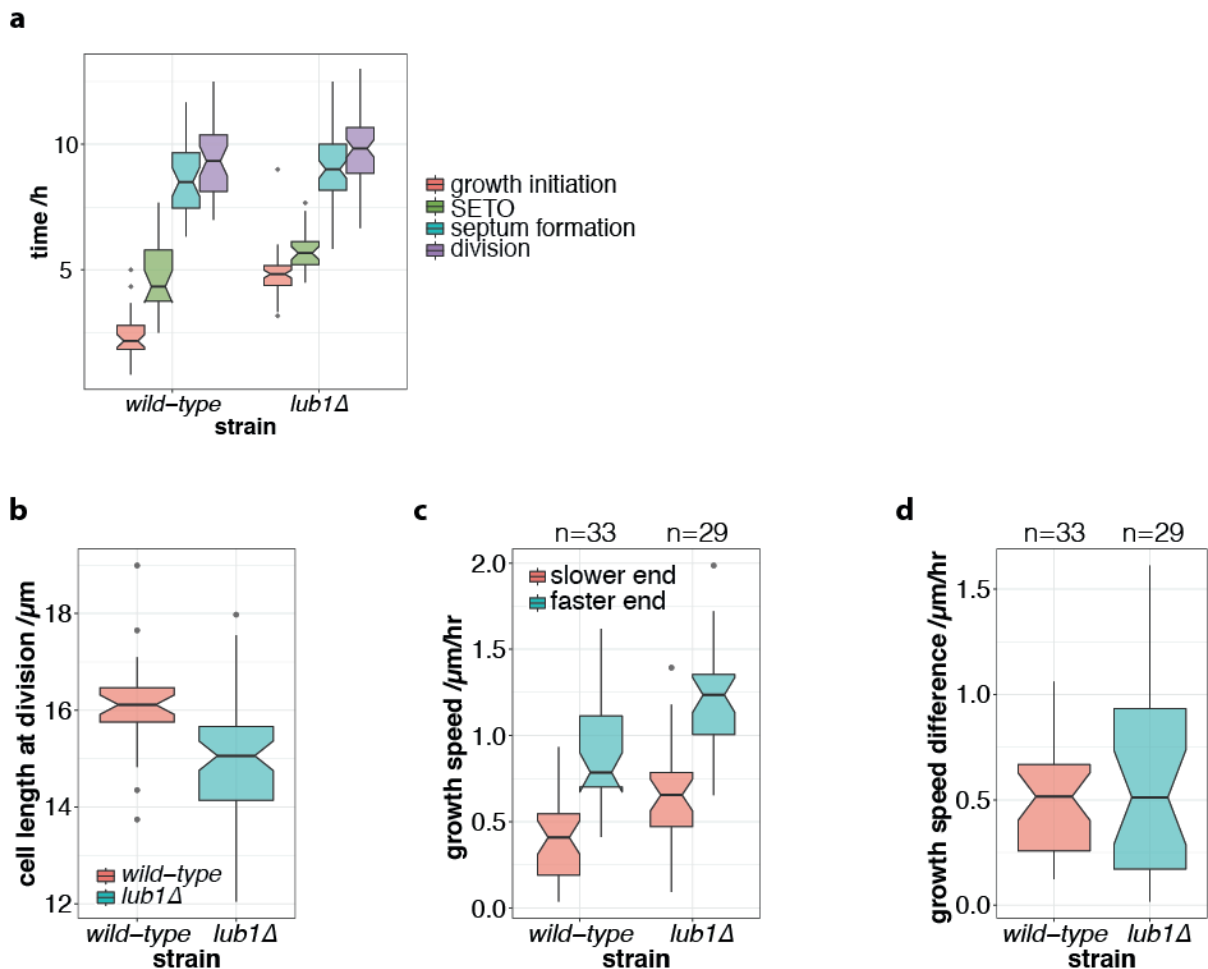 a
time /h
10
5
wild-type
lub1Δ
strain
growth initiation
SETO
septum formation
division
b
cell length at division /μm
18
16
14
12
wild-type
lub1Δ
wild-type
lub1Δ
strain
c
n=33
n=29
growth speed /μm/hr
2.0
1.5
1.0
0.5
0.0
slower end
faster end
wild-type
lub1Δ
strain
d
n=33
n=29
growth speed difference /μm/hr
1.5
1.0
0.5
0.0
wild-type
lub1Δ
strain